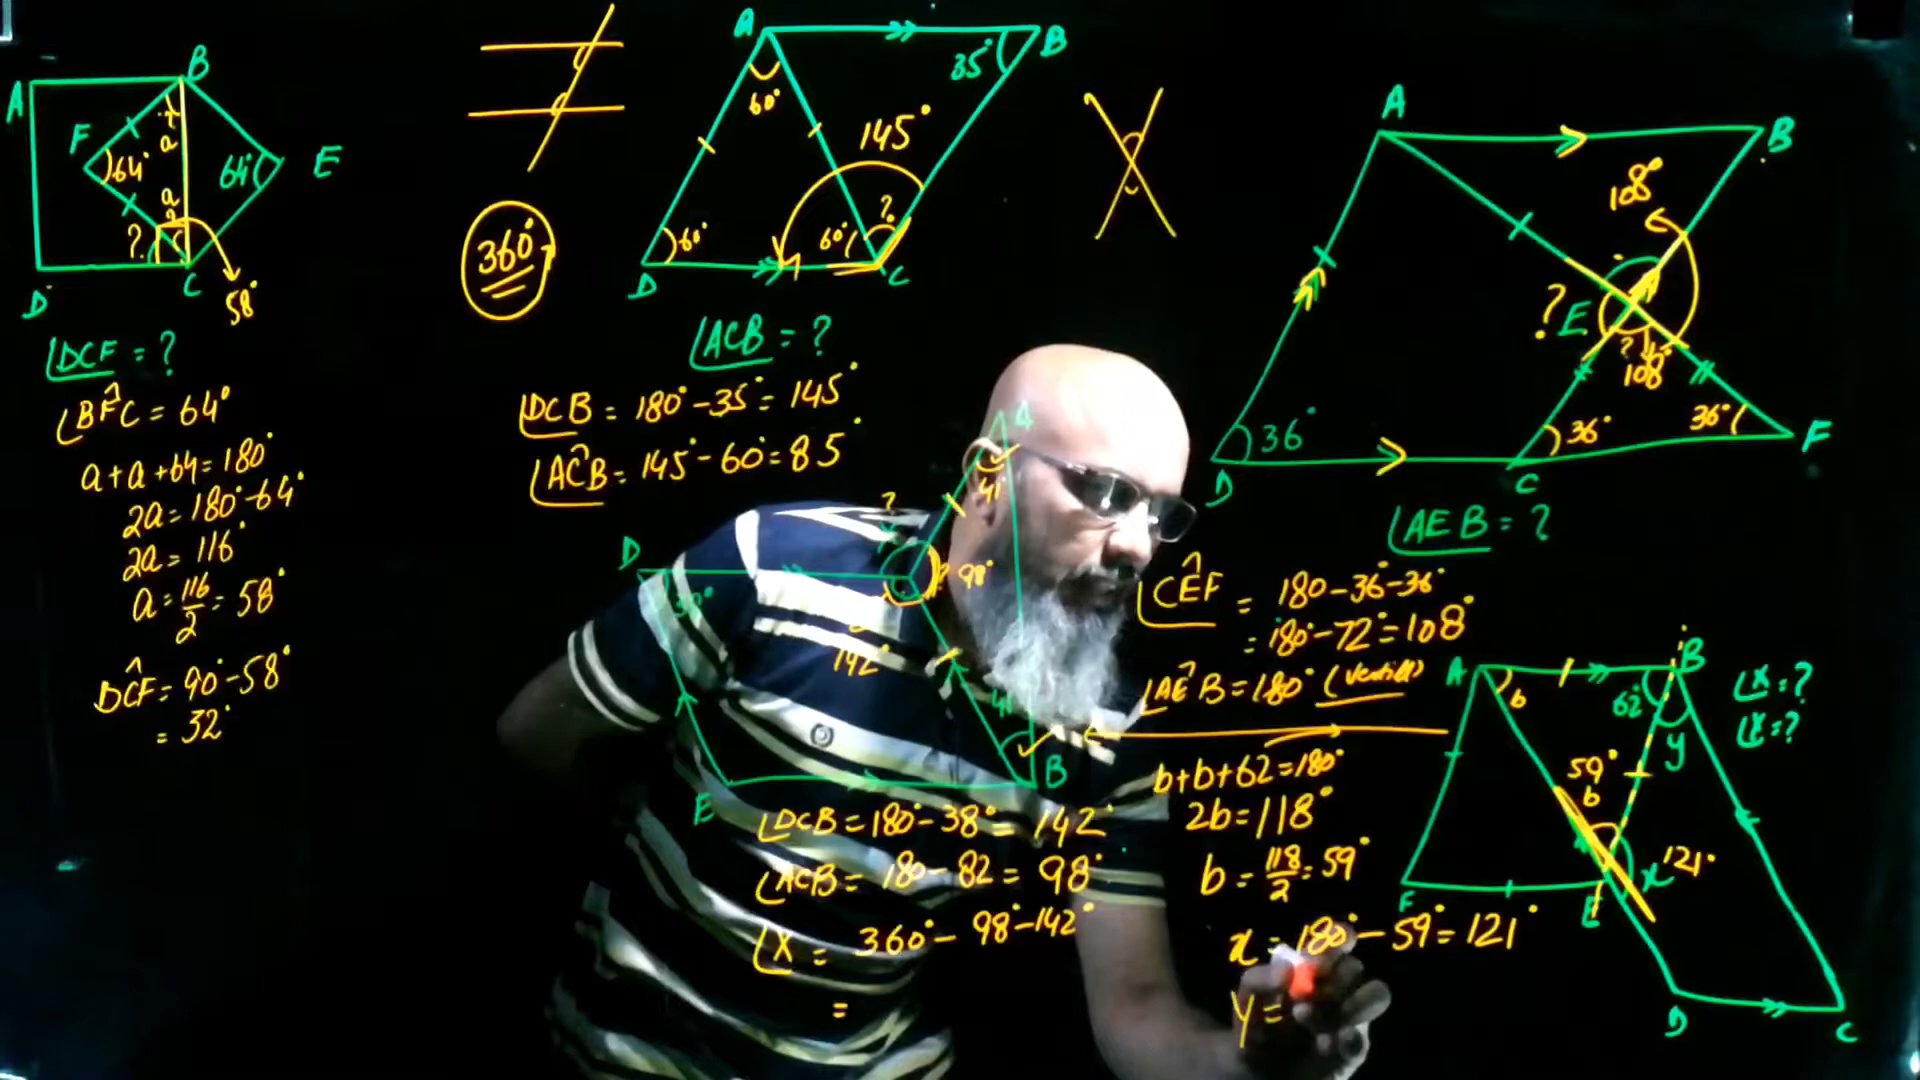 A
B
F
64°
a
a
64°
E
?
D
C
58°
∠DCF = ?
∠BF̂C = 64°
a+a+64=180°
2a=180°-64°
2a=116°
a=116/2=58°
DĈF=90°-58°
=32°
360°
A
B
60°
35°
145°
60°
60°
?
D
C
∠ACB = ?
∠DCB = 180°-35°=145°
∠AĈB = 145°-60°=85°
A
B
108°
?
E
?
108°
36°
36°
36°
D
C
F
∠AEB = ?
CÊF = 180-36°-36°
=180°-72°=108°
∠AÊB=180°
A
41°
?
D
?
98°
38°
142°
E
B
∠DCB=180°-38°=142°
∠ACB=180-82=98°
∠X = 360°-98°-142°
=
A
B
b
62°
y
∠x=?
59°
b
x
121°
F
E
D
C
b+b+62=180°
2b=118°
b=118/2=59°
x=180°-59°=121°
y=